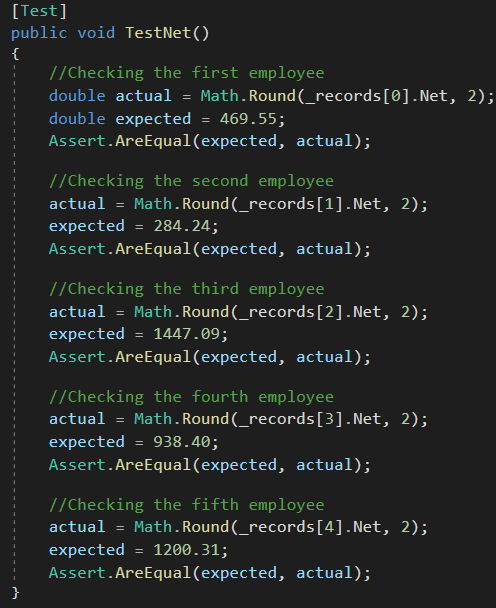 [Test]
public void TestNet()
{
//Checking the first employee
double actual = Math.Round(_records[0].Net, 2);
double expected = 469.55;
Assert.AreEqual(expected, actual);
//Checking the second employee
actual = Math.Round(_records[1].Net, 2);
expected = 284.24;
Assert.AreEqual(expected, actual);
//Checking the third employee
actual = Math.Round(_records[2].Net, 2);
expected = 1447.09;
Assert.AreEqual(expected, actual);
//Checking the fourth employee
actual = Math.Round(_records[3].Net, 2);
expected = 938.40;
Assert.AreEqual(expected, actual);
//Checking the fifth employee
actual = Math.Round(_records[4].Net, 2);
expected = 1200.31;
Assert.AreEqual(expected, actual);
}